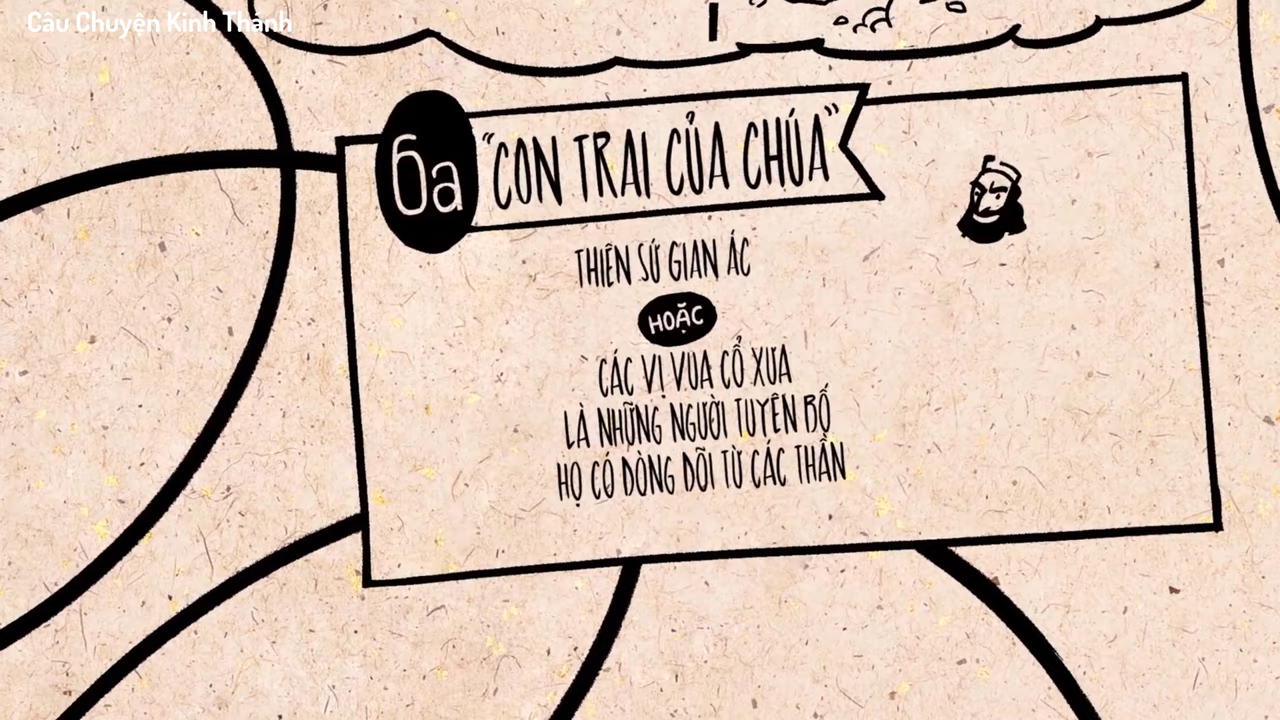 Câu Chuyện Kinh Thánh
6a "CON TRAI CỦA CHÚA"
THIÊN SỨ GIAN ÁC
HOẶC
CÁC VỊ VUA CỔ XƯA
LÀ NHỮNG NGƯỜI TUYÊN BỐ
HỌ CÓ DÒNG DÕI TỪ CÁC THẦN